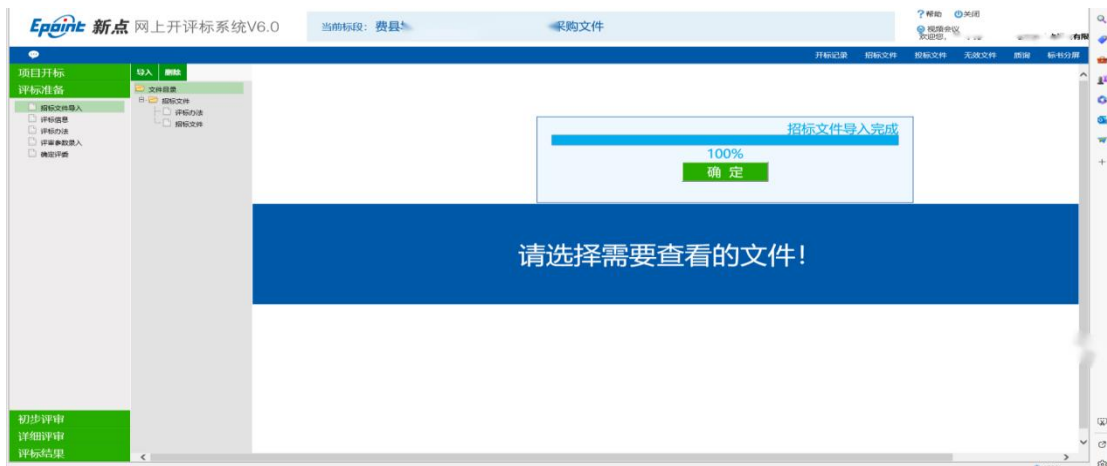 Epoint 新点 网上开评标系统V6.0
当前标段：费县
采购文件
帮助 关闭
视频会议
欢迎您，
有限
开标记录 招标文件 投标文件 无效文件 质询 标书分屏
项目开标
评标准备
招标文件导入
评标信息
评标办法
评审参数录入
确定评委
初步评审
详细评审
评标结果
导入 删除
文件目录
招标文件
评标办法
招标文件
招标文件导入完成
100%
确 定
请选择需要查看的文件！